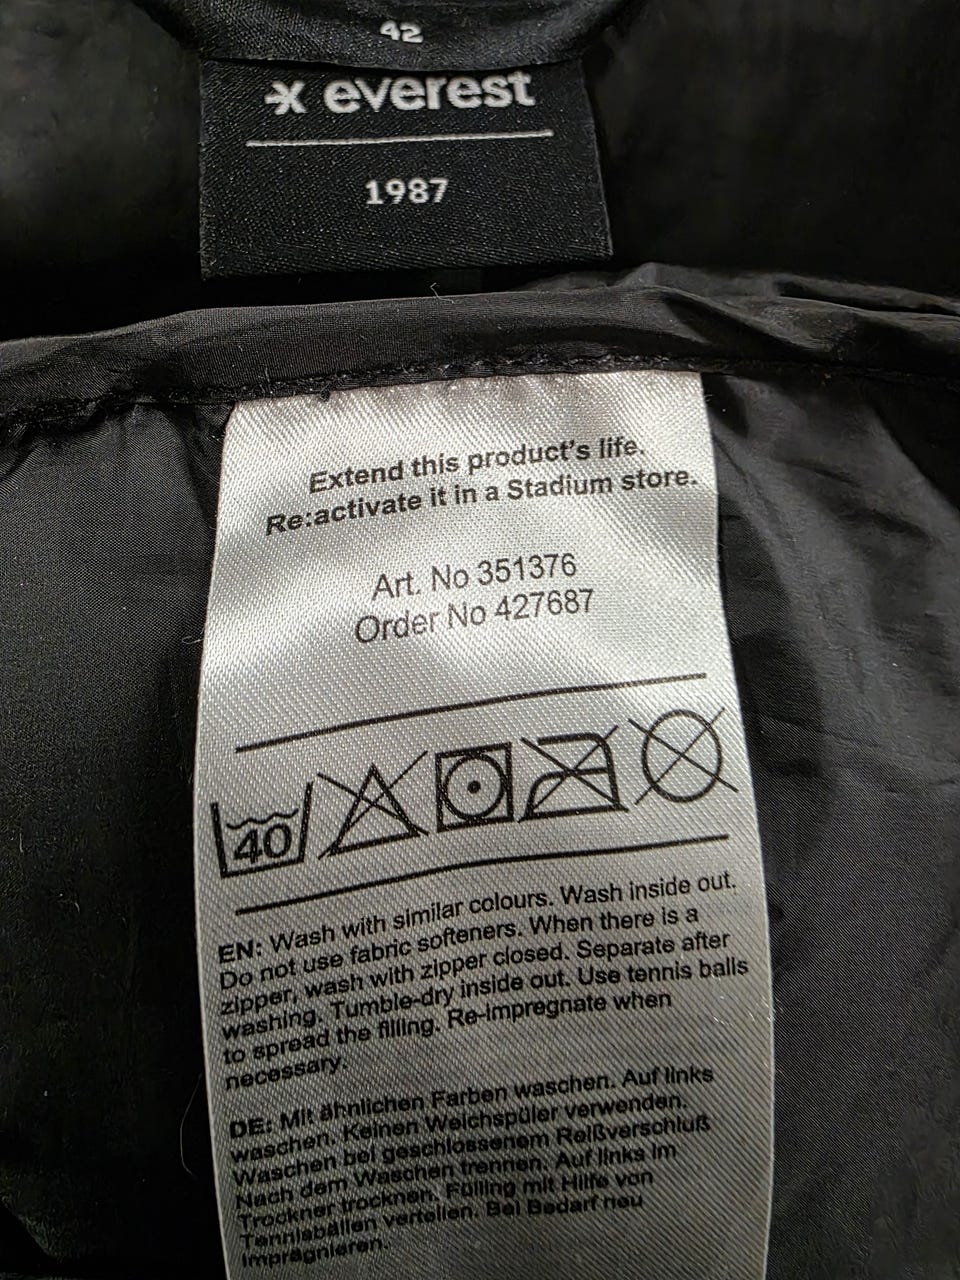 42
everest
1987
Extend this product's life.
Re:activate it in a Stadium store.
Art. No 351376
Order No 427687
40
EN: Wash with similar colours. Wash inside out.
Do not use fabric softeners. When there is a
zipper, wash with zipper closed. Separate after
washing. Tumble-dry inside out. Use tennis balls
to spread the filling. Re-impregnate when
necessary.
DE: Mit ähnlichen Farben waschen. Auf links
waschen. Keinen Weichspüler verwenden.
Waschen bei geschlossenem Reißverschluß
Nach dem Waschen trennen. Auf links im
Trockner trocknen. Fülling mit Hilfe von
Tennisbällen verteilen. Bei Bedarf neu
imprägnieren.